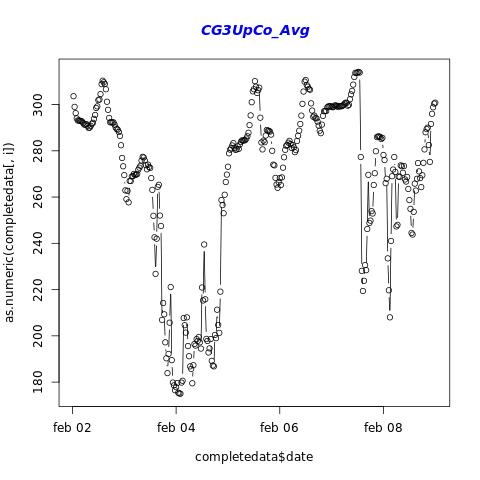 CG3UpCo_Avg
as.numeric(completedata[, i])
300
280
260
240
220
200
180
feb 02
feb 04
feb 06
feb 08
completedata$date